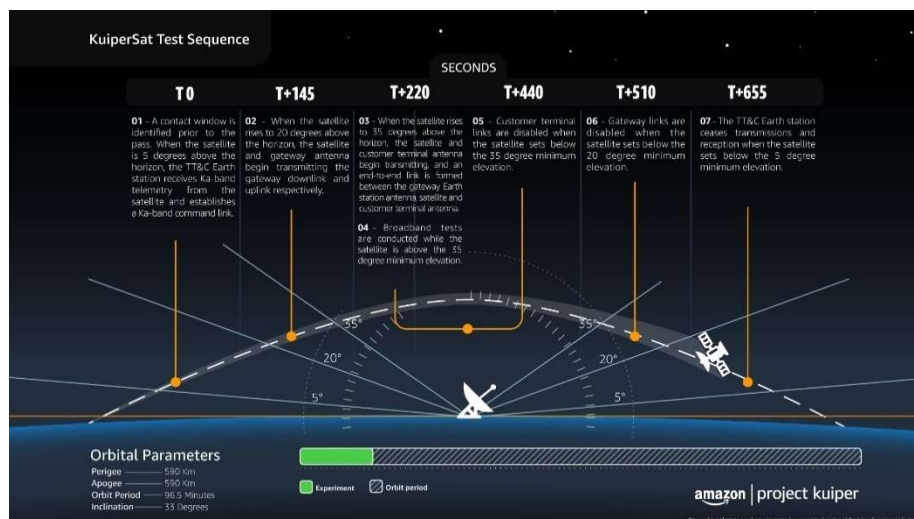 KuiperSat Test Sequence
SECONDS
T0
T+145
T+220
T+440
T+510
T+655
01 - A contact window is
identified prior to the
pass. When the satellite
is 5 degrees above the
horizon, the TT&C Earth
station receives Ka-band
telemetry from the
satellite and establishes
a Ka-band command link.
02 - When the satellite
rises to 20 degrees above
the horizon, the satellite
and gateway antenna
begin transmitting the
gateway downlink and
uplink respectively.
03 - When the satellite rises
to 35 degrees above the
horizon, the satellite and
customer terminal antenna
begin transmitting, and an
end-to-end link is formed
between the gateway Earth
station antenna, satellite and
customer terminal antenna.
04 - Broadband tests
are conducted while the
satellite is above the 35
degree minimum elevation.
05 - Customer terminal
links are disabled when
the satellite sets below
the 35 degree minimum
elevation.
06 - Gateway links are
disabled when the
satellite sets below the
20 degree minimum
elevation.
07 - The TT&C Earth station
ceases transmissions and
reception when the satellite
sets below the 5 degree
minimum elevation.
35°
35°
20°
20°
5°
5°
Orbital Parameters
Perigee 590 Km
Apogee 590 Km
Orbit Period 96.5 Minutes
Inclination 33 Degrees
Experiment
Orbit period
amazon | project kuiper